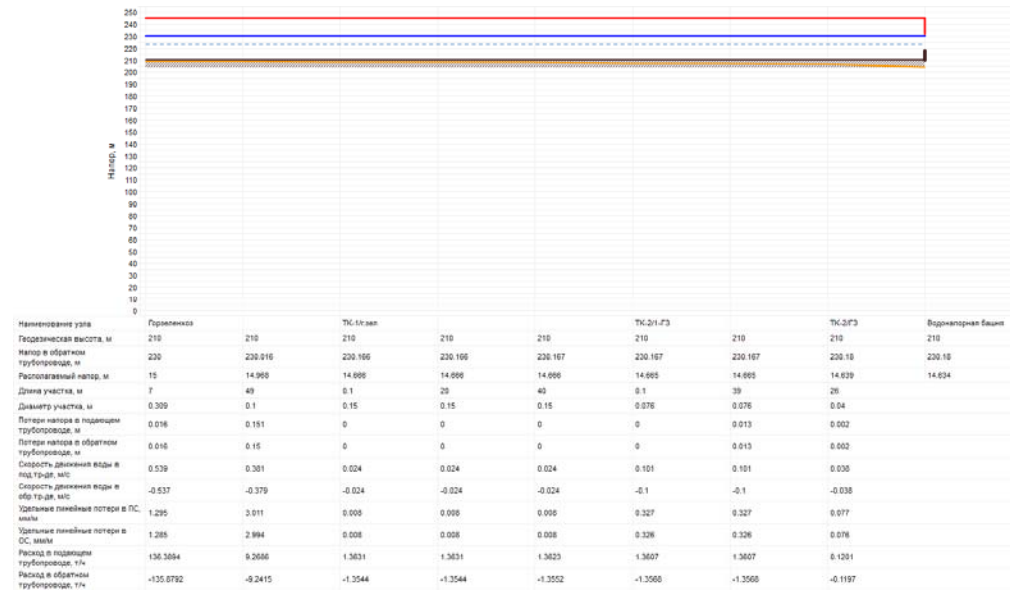 250
240
230
220
210
200
190
180
170
160
150
140
130
120
110
100
90
80
70
60
50
40
30
20
10
0
Напор, м
Наименование узла Горзеленхоз ТК-1/г.зел ТК-2/1-ГЗ ТК-2/ГЗ Водонапорная башня
Геодезическая высота, м 210 210 210 210 210 210 210 210 210
Напор в обратном
трубопроводе, м 230 230.016 230.166 230.166 230.167 230.167 230.167 230.18 230.18
Располагаемый напор, м 15 14.968 14.666 14.666 14.666 14.665 14.665 14.639 14.634
Длина участка, м 7 49 0.1 20 40 0.1 39 26
Диаметр участка, м 0.309 0.1 0.15 0.15 0.15 0.076 0.076 0.04
Потери напора в подающем
трубопроводе, м 0.016 0.151 0 0 0 0 0.013 0.002
Потери напора в обратном
трубопроводе, м 0.016 0.15 0 0 0 0 0.013 0.002
Скорость движения воды в
под.тр-де, м/с 0.539 0.381 0.024 0.024 0.024 0.101 0.101 0.038
Скорость движения воды в
обр.тр-де, м/с -0.537 -0.379 -0.024 -0.024 -0.024 -0.1 -0.1 -0.038
Удельные линейные потери в ПС,
мм/м 1.295 3.011 0.008 0.008 0.008 0.327 0.327 0.077
Удельные линейные потери в
ОС, мм/м 1.285 2.994 0.008 0.008 0.008 0.326 0.326 0.076
Расход в подающем
трубопроводе, т/ч 136.3894 9.2686 1.3631 1.3631 1.3623 1.3607 1.3607 0.1201
Расход в обратном
трубопроводе, т/ч -135.8792 -9.2415 -1.3544 -1.3544 -1.3552 -1.3568 -1.3568 -0.1197